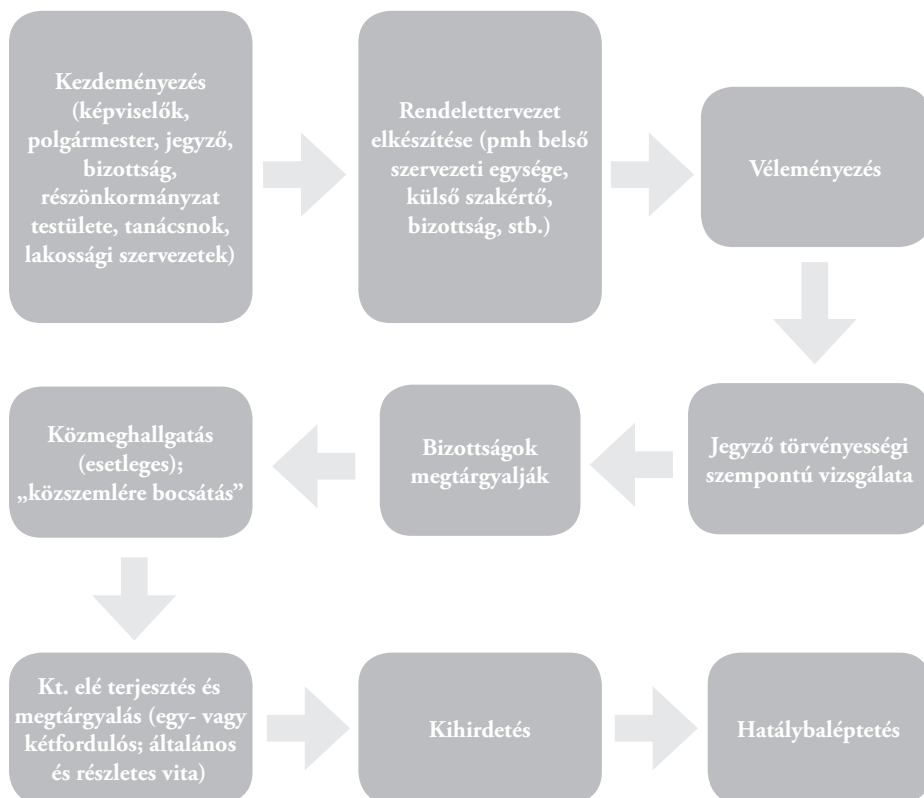 Kezdeményezés
(képviselők,
polgármester, jegyző,
bizottság,
részönkormányzat
testülete, tanácsnok,
lakossági szervezetek)
Rendelettervezet
elkészítése (pmh belső
szervezeti egysége,
külső szakértő,
bizottság, stb.)
Véleményezés
Jegyző törvényességi
szempontú vizsgálata
Bizottságok
megtárgyalják
Közmeghallgatás
(esetleges);
„közszemlére bocsátás”
Kt. elé terjesztés és
megtárgyalás (egy- vagy
kétfordulós; általános
és részletes vita)
Kihirdetés
Hatálybaléptetés